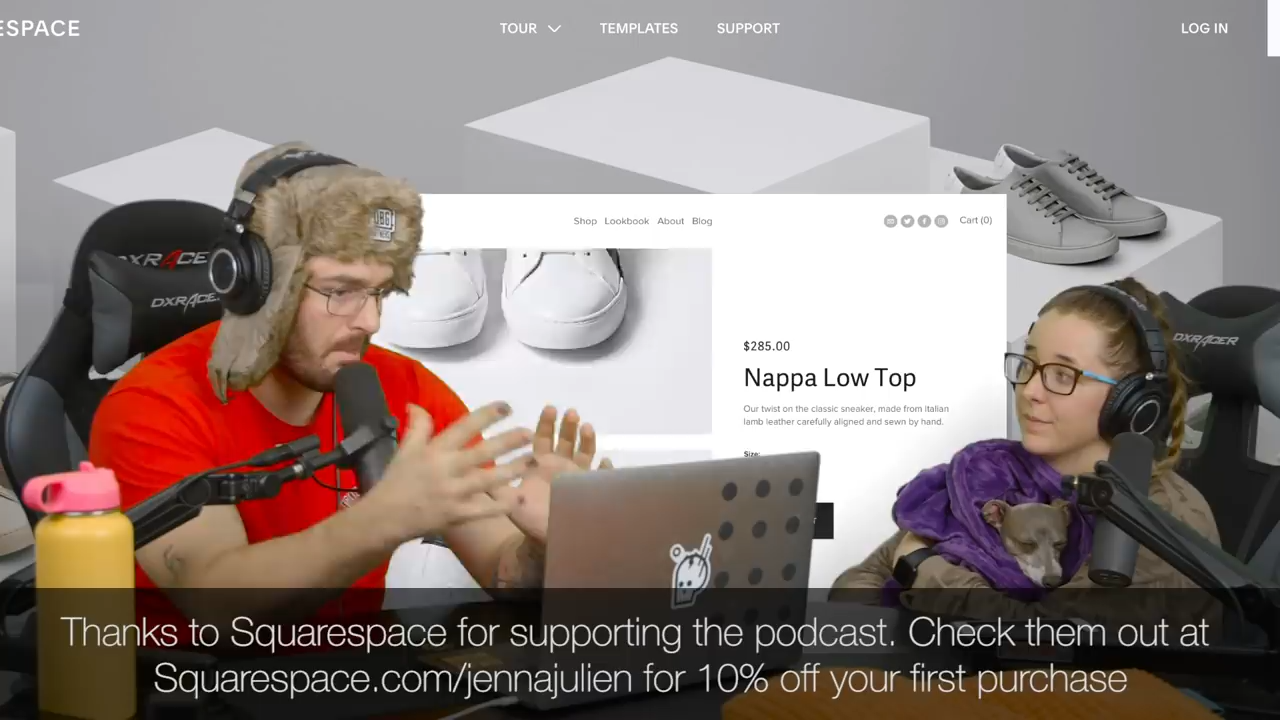 ESPACE
TOUR
TEMPLATES
SUPPORT
LOG IN
Shop Lookbook About Blog
Cart (0)
DXRACER
DXRACER
DXRACER
$285.00
Nappa Low Top
Our twist on the classic sneaker, made from Italian
lamb leather carefully aligned and sewn by hand.
Size:
Thanks to Squarespace for supporting the podcast. Check them out at
Squarespace.com/jennajulien for 10% off your first purchase